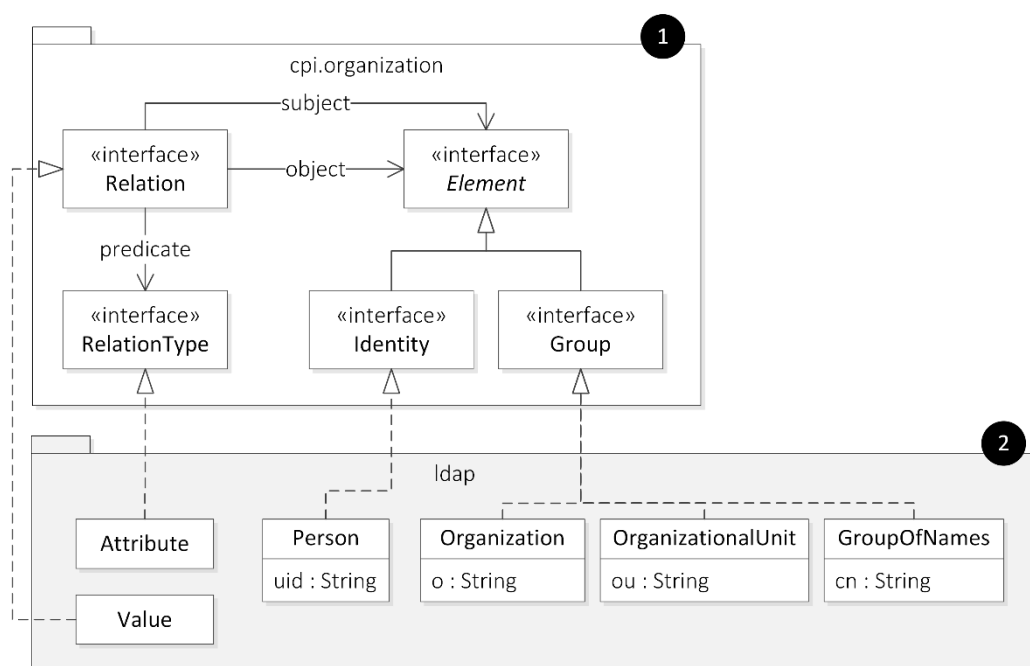 1
cpi.organization
subject
«interface»
Relation
object
«interface»
Element
predicate
«interface»
RelationType
«interface»
Identity
«interface»
Group
2
ldap
Attribute
Value
Person
uid : String
Organization
o : String
OrganizationalUnit
ou : String
GroupOfNames
cn : String